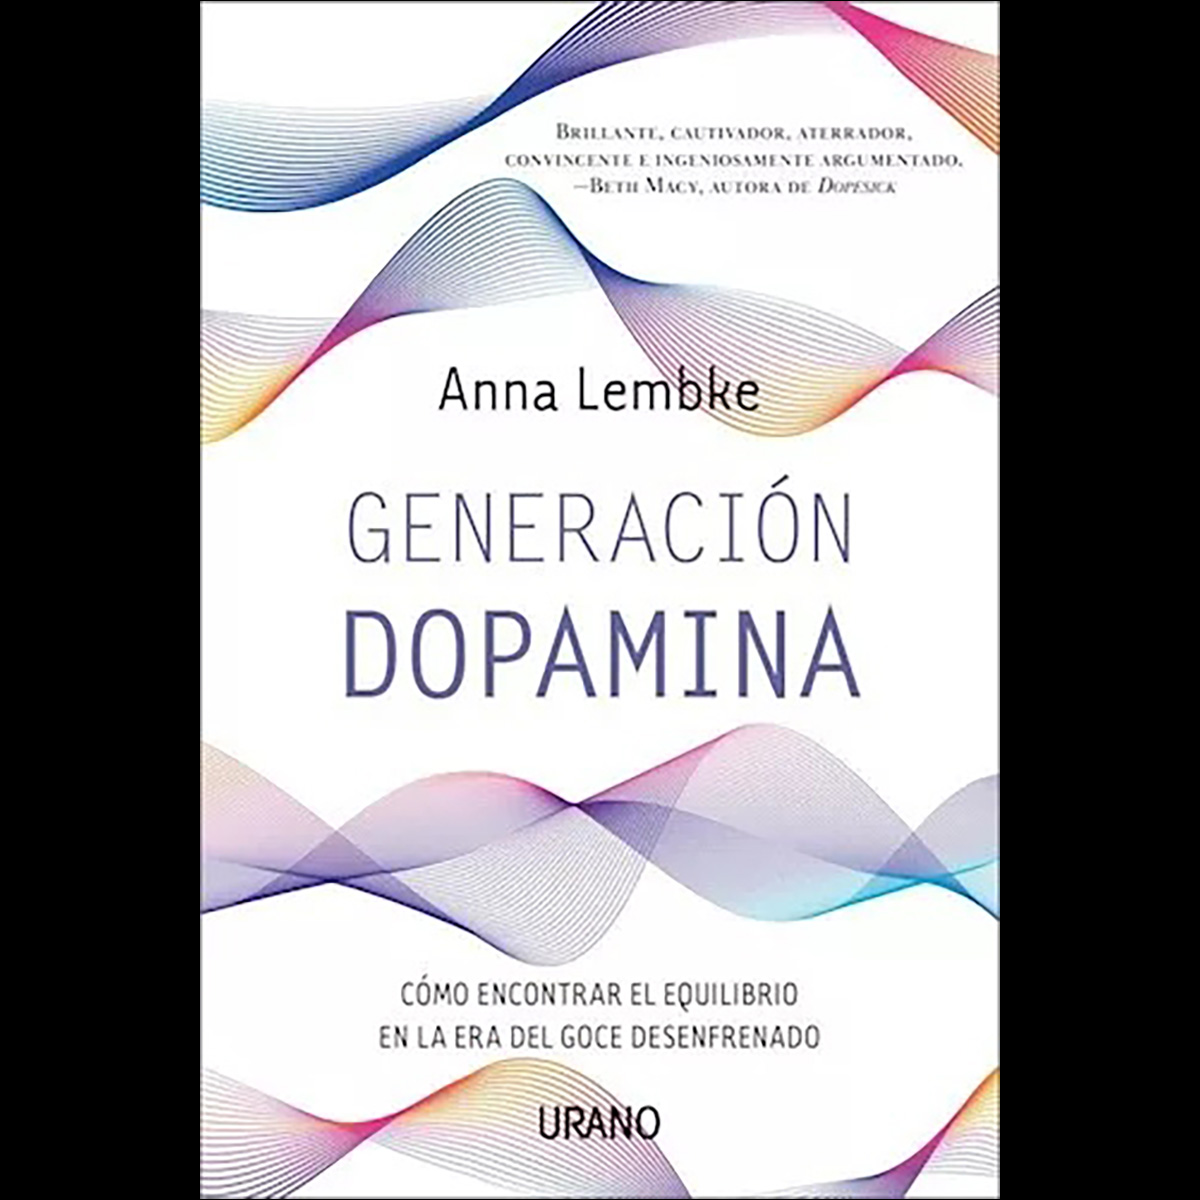 BRILLANTE, CAUTIVADOR, ATERRADOR,
CONVINCENTE E INGENIOSAMENTE ARGUMENTADO.
—BETH MACY, AUTORA DE DOPESICK
Anna Lembke
GENERACIÓN
DOPAMINA
CÓMO ENCONTRAR EL EQUILIBRIO
EN LA ERA DEL GOCE DESENFRENADO
URANO